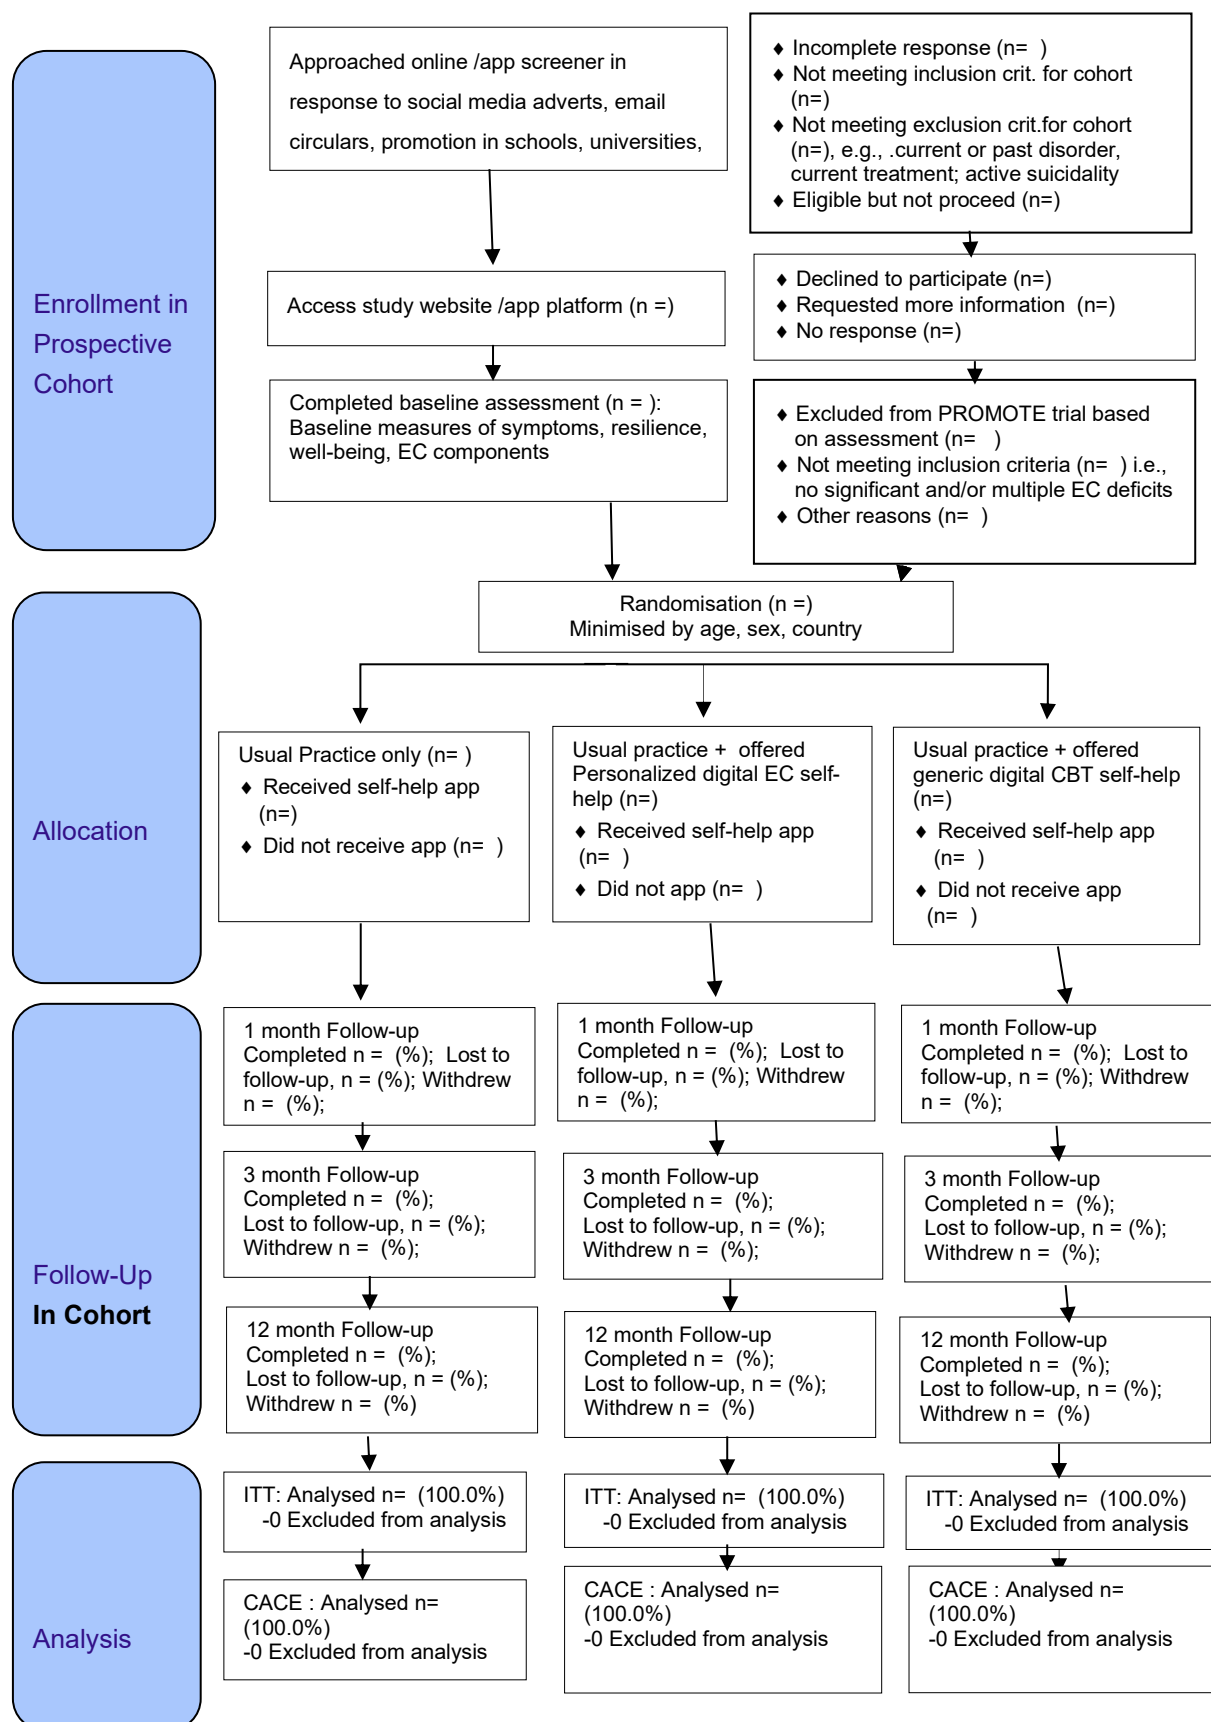 Enrollment in
Prospective
Cohort
Approached online /app screener in
response to social media adverts, email
circulars, promotion in schools, universities,
♦ Incomplete response (n=  )
♦ Not meeting inclusion crit. for cohort
(n=)
♦ Not meeting exclusion crit.for cohort
(n=), e.g., .current or past disorder,
current treatment; active suicidality
♦ Eligible but not proceed (n=)
Access study website /app platform (n =)
♦ Declined to participate (n=)
♦ Requested more information  (n=)
♦ No response (n=)
Completed baseline assessment (n = ):
Baseline measures of symptoms, resilience,
well-being, EC components
♦ Excluded from PROMOTE trial based
on assessment (n=   )
♦ Not meeting inclusion criteria (n=  ) i.e.,
no significant and/or multiple EC deficits
♦ Other reasons (n=  )
Randomisation (n =)
Minimised by age, sex, country
Allocation
Usual Practice only (n= )
♦ Received self-help app
(n=)
♦ Did not receive app (n=  )
Usual practice +  offered
Personalized digital EC self-
help (n=)
♦ Received self-help app
(n=  )
♦ Did not app (n=  )
Usual practice + offered
generic digital CBT self-help
(n=)
♦ Received self-help app
(n=  )
♦ Did not receive app
(n=  )
Follow-Up
In Cohort
1 month Follow-up
Completed n =  (%);  Lost to
follow-up, n = (%); Withdrew
n =  (%);
1 month Follow-up
Completed n =  (%);  Lost to
follow-up, n = (%); Withdrew
n =  (%);
1 month Follow-up
Completed n =  (%);  Lost to
follow-up, n = (%); Withdrew
n =  (%);
3 month Follow-up
Completed n =  (%);
Lost to follow-up, n = (%);
Withdrew n =  (%);
3 month Follow-up
Completed n =  (%);
Lost to follow-up, n = (%);
Withdrew n =  (%);
3 month Follow-up
Completed n =  (%);
Lost to follow-up, n = (%);
Withdrew n =  (%);
12 month Follow-up
Completed n =  (%);
Lost to follow-up, n = (%);
Withdrew n =  (%)
12 month Follow-up
Completed n =  (%);
Lost to follow-up, n = (%);
Withdrew n =  (%)
12 month Follow-up
Completed n =  (%);
Lost to follow-up, n = (%);
Withdrew n =  (%)
Analysis
ITT: Analysed n=  (100.0%)
-0 Excluded from analysis
ITT: Analysed n=  (100.0%)
-0 Excluded from analysis
ITT: Analysed n=  (100.0%)
-0 Excluded from analysis
CACE : Analysed n=
(100.0%)
-0 Excluded from analysis
CACE : Analysed n=
(100.0%)
-0 Excluded from analysis
CACE : Analysed n=
(100.0%)
-0 Excluded from analysis